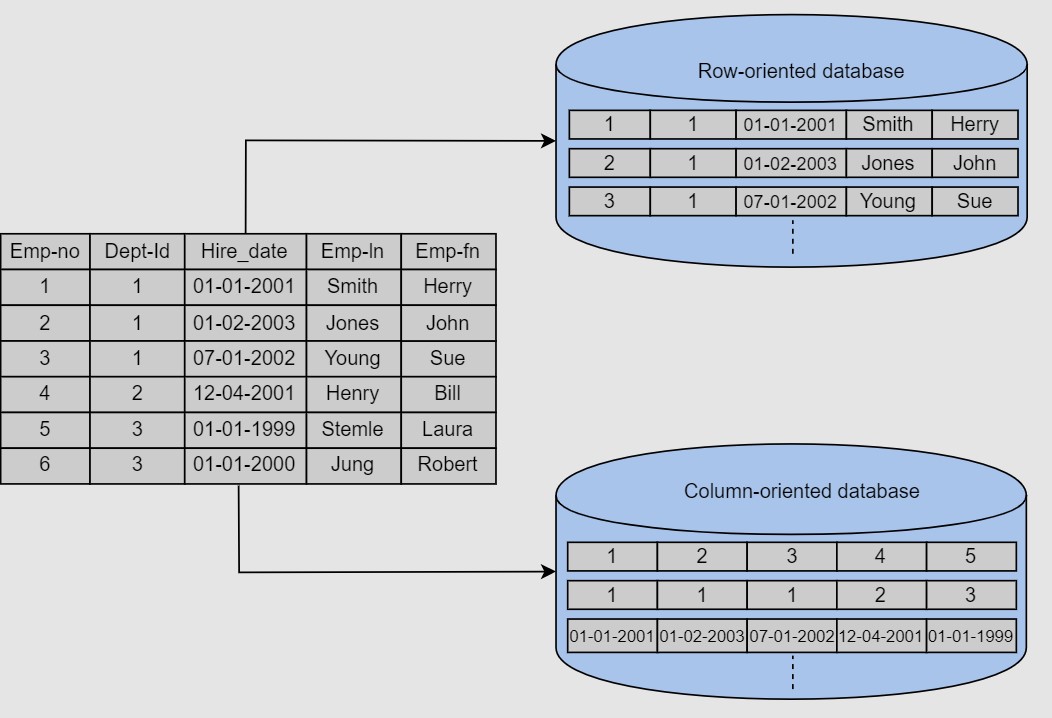 Row-oriented database
1 1 01-01-2001 Smith Herry
2 1 01-02-2003 Jones John
3 1 07-01-2002 Young Sue
Emp-no Dept-Id Hire_date Emp-ln Emp-fn
1 1 01-01-2001 Smith Herry
2 1 01-02-2003 Jones John
3 1 07-01-2002 Young Sue
4 2 12-04-2001 Henry Bill
5 3 01-01-1999 Stemle Laura
6 3 01-01-2000 Jung Robert
Column-oriented database
1 2 3 4 5
1 1 1 2 3
01-01-2001 01-02-2003 07-01-2002 12-04-2001 01-01-1999